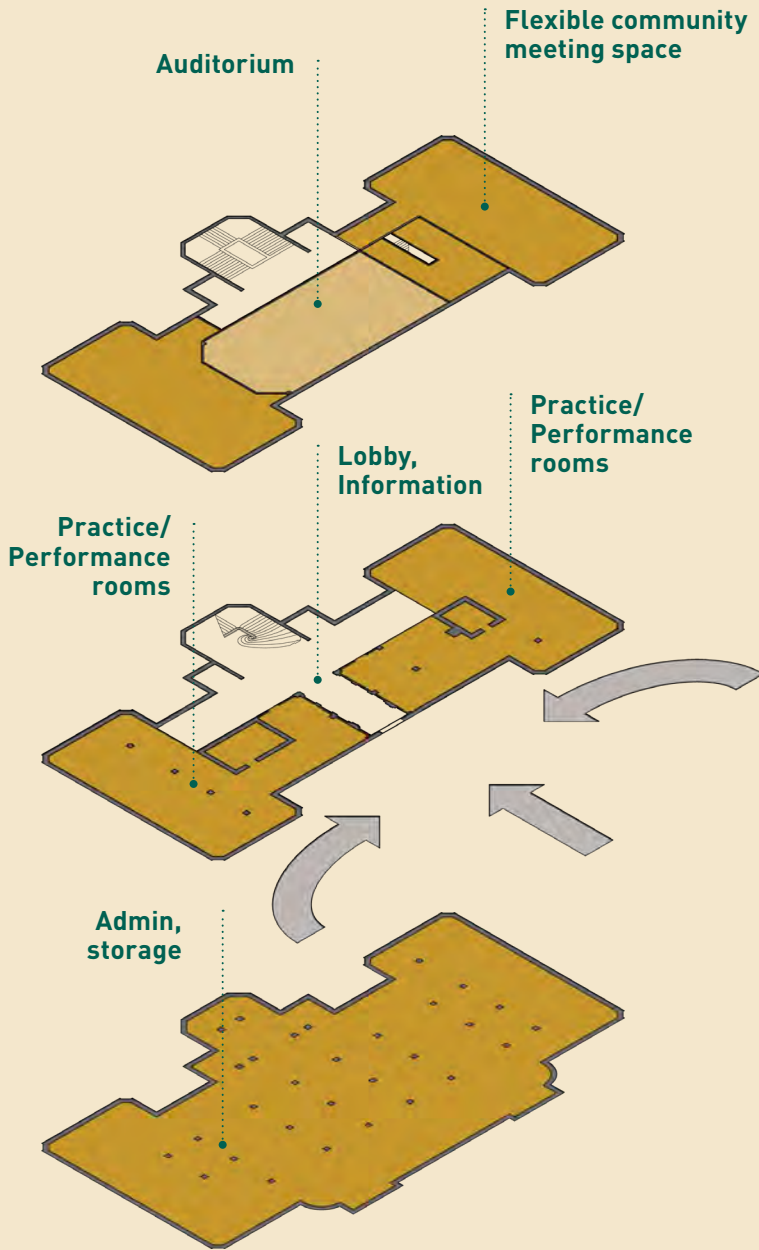 Flexible community
meeting space
Auditorium
Practice/
Performance
rooms
Lobby,
Information
Practice/
Performance
rooms
Admin,
storage